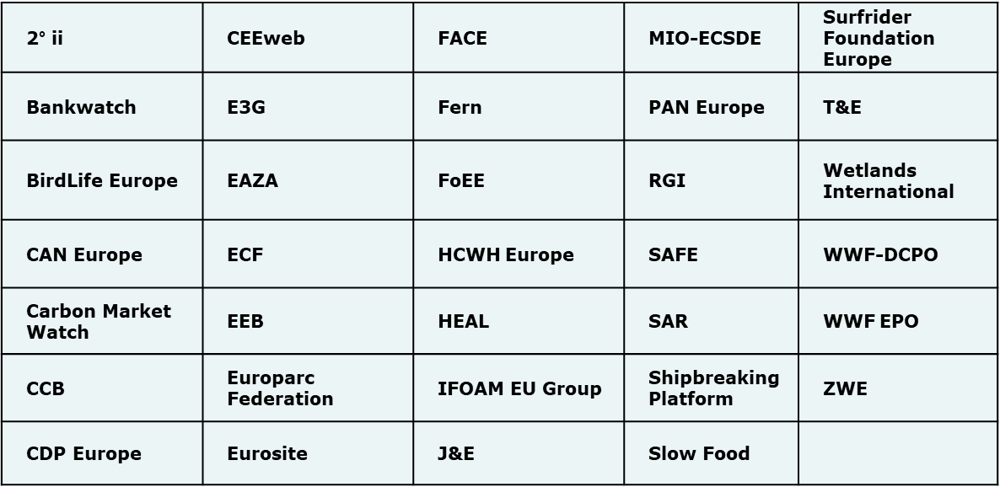 2° ii
CEEweb
FACE
MIO-ECSDE
Surfrider
Foundation
Europe
Bankwatch
E3G
Fern
PAN Europe
T&E
BirdLife Europe
EAZA
FoEE
RGI
Wetlands
International
CAN Europe
ECF
HCWH Europe
SAFE
WWF-DCPO
Carbon Market
Watch
EEB
HEAL
SAR
WWF EPO
CCB
Europarc
Federation
IFOAM EU Group
Shipbreaking
Platform
ZWE
CDP Europe
Eurosite
J&E
Slow Food